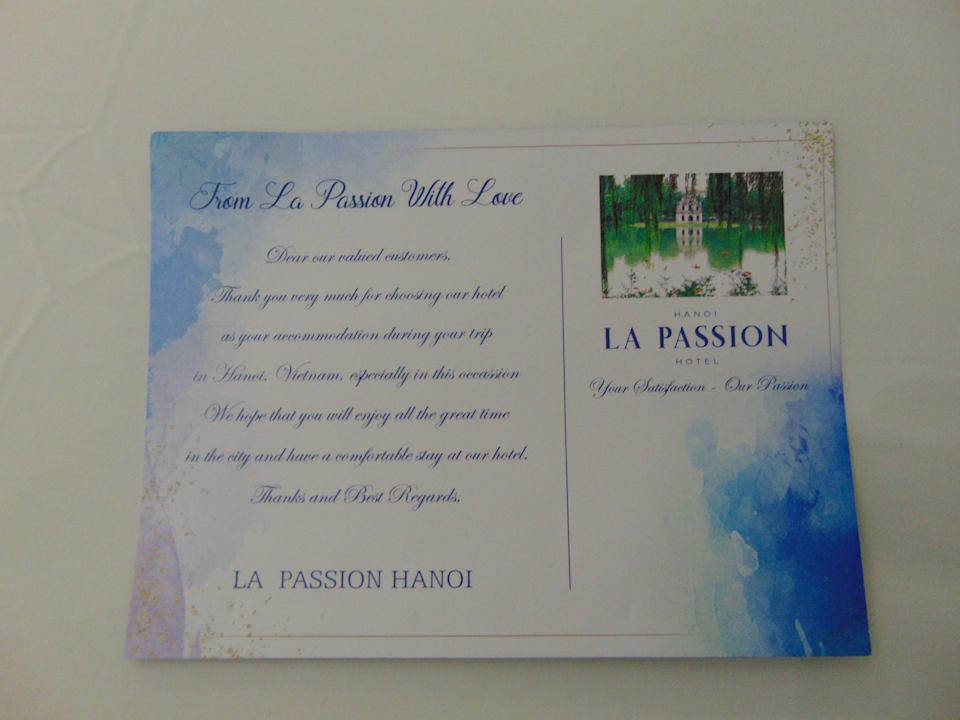 From La Passion With Love
Dear our valued customers,
Thank you very much for choosing our hotel
as your accommodation during your trip
in Hanoi, Vietnam, especially in this occassion
We hope that you will enjoy all the great time
in the city and have a comfortable stay at our hotel.
Thanks and Best Regards,
LA PASSION HANOI
HANOI
LA PASSION
HOTEL
Your Satisfaction - Our Passion